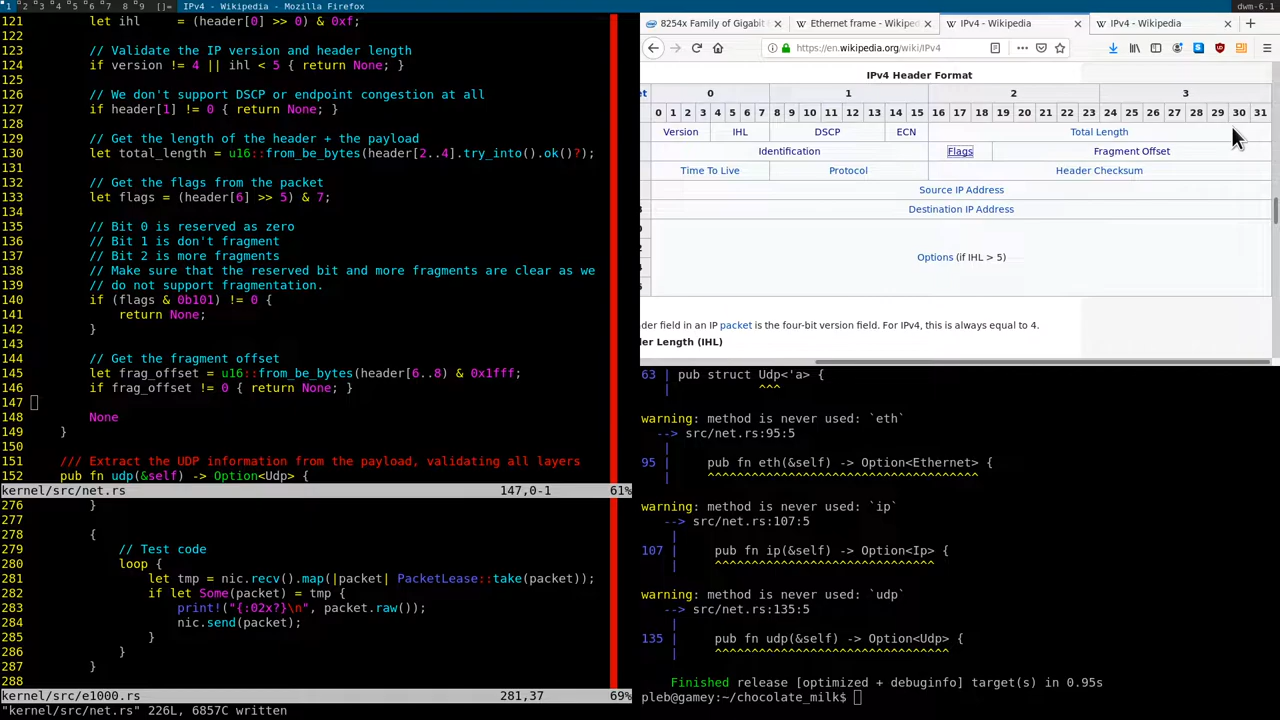 1 2 3 4 5 6 7 8 9 []= IPv4 - Wikipedia - Mozilla Firefox
dwm-6.1
121         let ihl     = (header[0] >> 0) & 0xf;
122
123         // Validate the IP version and header length
124         if version != 4 || ihl < 5 { return None; }
125
126         // We don't support DSCP or endpoint congestion at all
127         if header[1] != 0 { return None; }
128
129         // Get the length of the header + the payload
130         let total_length = u16::from_be_bytes(header[2..4].try_into().ok()?);
131
132         // Get the flags from the packet
133         let flags = (header[6] >> 5) & 7;
134
135         // Bit 0 is reserved as zero
136         // Bit 1 is don't fragment
137         // Bit 2 is more fragments
138         // Make sure that the reserved bit and more fragments are clear as we
139         // do not support fragmentation.
140         if (flags & 0b101) != 0 {
141             return None;
142         }
143
144         // Get the fragment offset
145         let frag_offset = u16::from_be_bytes(header[6..8) & 0x1fff;
146         if frag_offset != 0 { return None; }
147
148         None
149     }
150
151     /// Extract the UDP information from the payload, validating all layers
152     pub fn udp(&self) -> Option<Udp> {
kernel/src/net.rs 147,0-1 61%
276         }
277
278         {
279             // Test code
280             loop {
281                 let tmp = nic.recv().map(|packet| PacketLease::take(packet));
282                 if let Some(packet) = tmp {
283                     print!("{:02x?}\n", packet.raw());
284                     nic.send(packet);
285                 }
286             }
287         }
288
kernel/src/e1000.rs 281,37 69%
"kernel/src/net.rs" 226L, 6857C written
8254x Family of Gigabit
Ethernet frame - Wikiped
IPv4 - Wikipedia
IPv4 - Wikipedia
https://en.wikipedia.org/wiki/IPv4
IPv4 Header Format
et 0 1 2 3
0 1 2 3 4 5 6 7 8 9 10 11 12 13 14 15 16 17 18 19 20 21 22 23 24 25 26 27 28 29 30 31
Version IHL DSCP ECN Total Length
Identification Flags Fragment Offset
Time To Live Protocol Header Checksum
Source IP Address
Destination IP Address
Options (if IHL > 5)
der field in an IP packet is the four-bit version field. For IPv4, this is always equal to 4.
er Length (IHL)
63 | pub struct Udp<'a> {
|            ^^^
warning: method is never used: `eth`
--> src/net.rs:95:5
|
95 |     pub fn eth(&self) -> Option<Ethernet> {
|     ^^^^^^^^^^^^^^^^^^^^^^^^^^^^^^^^^^^^^
warning: method is never used: `ip`
--> src/net.rs:107:5
|
107 |     pub fn ip(&self) -> Option<Ip> {
|     ^^^^^^^^^^^^^^^^^^^^^^^^^^^^^^
warning: method is never used: `udp`
--> src/net.rs:135:5
|
135 |     pub fn udp(&self) -> Option<Udp> {
|     ^^^^^^^^^^^^^^^^^^^^^^^^^^^^^^^^
Finished release [optimized + debuginfo] target(s) in 0.95s
pleb@gamey:~/chocolate_milk$